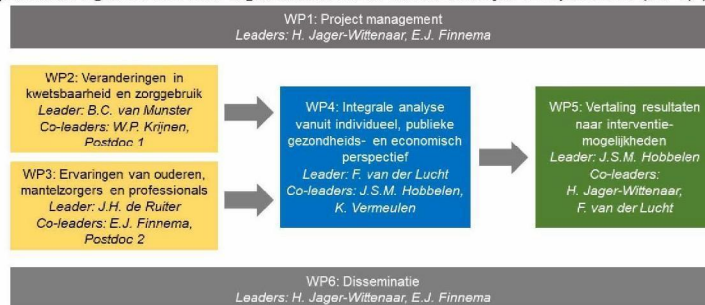 WP1: Project management
Leaders: H. Jager-Wittenaar, E.J. Finnema
WP2: Veranderingen in
kwetsbaarheid en zorggebruik
Leader: B.C. van Munster
Co-leaders: W.P. Krijnen,
Postdoc 1
WP3: Ervaringen van ouderen,
mantelzorgers en professionals
Leader: J.H. de Ruiter
Co-leaders: E.J. Finnema,
Postdoc 2
WP4: Integrale analyse
vanuit individueel, publieke
gezondheids- en economisch
perspectief
Leader: F. van der Lucht
Co-leaders: J.S.M. Hobbelen,
K. Vermeulen
WP5: Vertaling resultaten
naar interventie-
mogelijkheden
Leader: J.S.M. Hobbelen
Co-leaders:
H. Jager-Wittenaar,
F. van der Lucht
WP6: Disseminatie
Leaders: H. Jager-Wittenaar, E.J. Finnema